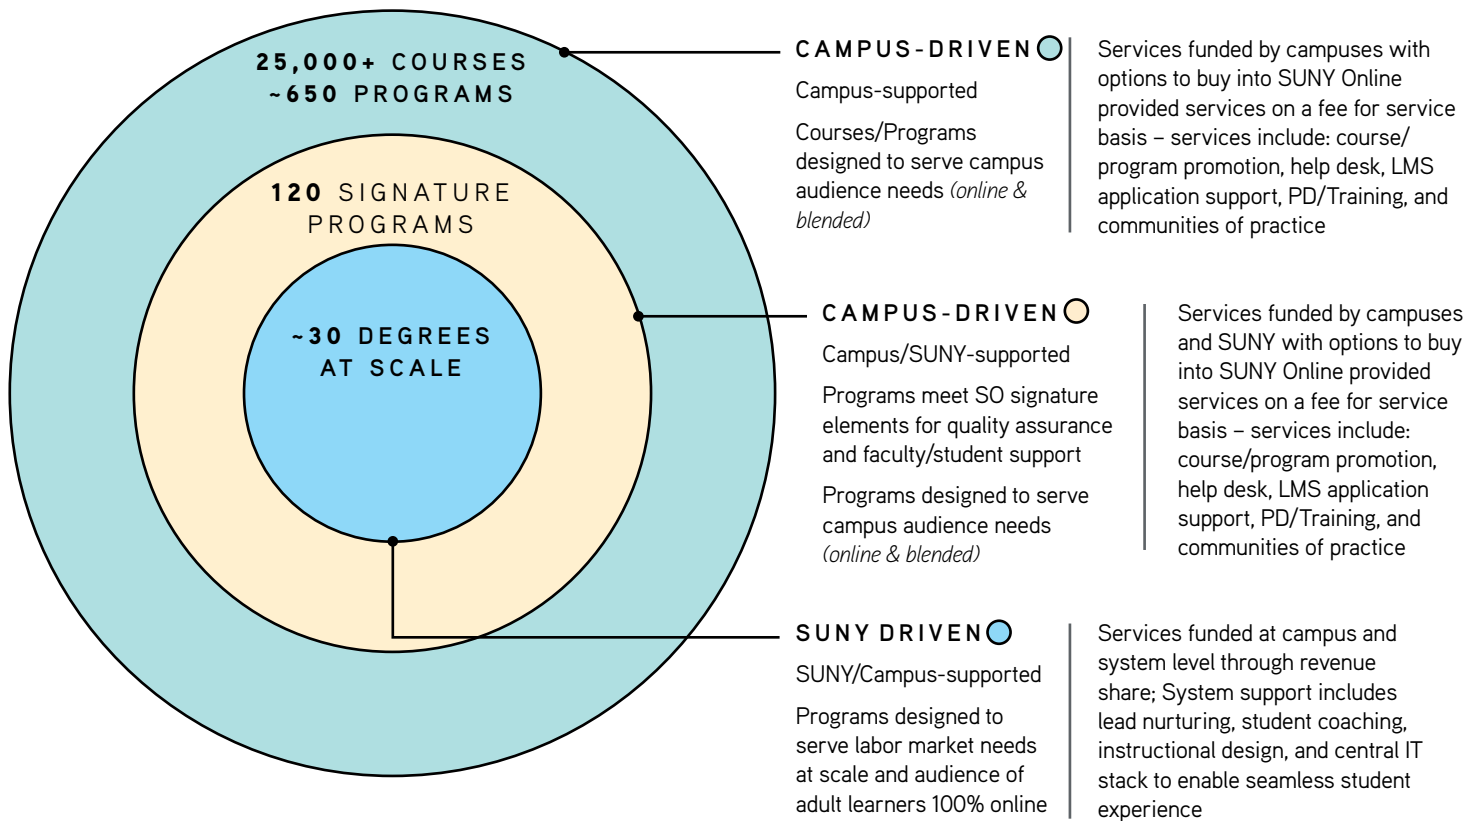 25,000+ COURSES
~650 PROGRAMS
120 SIGNATURE
PROGRAMS
~30 DEGREES
AT SCALE
CAMPUS-DRIVEN
Campus-supported
Courses/Programs
designed to serve campus
audience needs (online &
blended)
Services funded by campuses with
options to buy into SUNY Online
provided services on a fee for service
basis – services include: course/
program promotion, help desk, LMS
application support, PD/Training, and
communities of practice
CAMPUS-DRIVEN
Campus/SUNY-supported
Programs meet SO signature
elements for quality assurance
and faculty/student support
Programs designed to serve
campus audience needs
(online & blended)
Services funded by campuses
and SUNY with options to buy
into SUNY Online provided
services on a fee for service
basis – services include:
course/program promotion,
help desk, LMS application
support, PD/Training, and
communities of practice
SUNY DRIVEN
SUNY/Campus-supported
Programs designed to
serve labor market needs
at scale and audience of
adult learners 100% online
Services funded at campus and
system level through revenue
share; System support includes
lead nurturing, student coaching,
instructional design, and central IT
stack to enable seamless student
experience